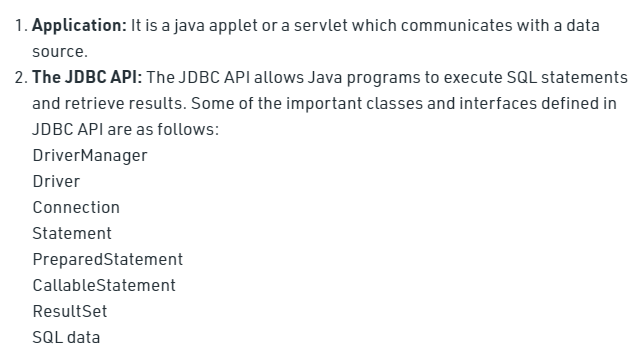 1. Application: It is a java applet or a servlet which communicates with a data
source.
2. The JDBC API: The JDBC API allows Java programs to execute SQL statements
and retrieve results. Some of the important classes and interfaces defined in
JDBC API are as follows:
DriverManager
Driver
Connection
Statement
PreparedStatement
CallableStatement
ResultSet
SQL data